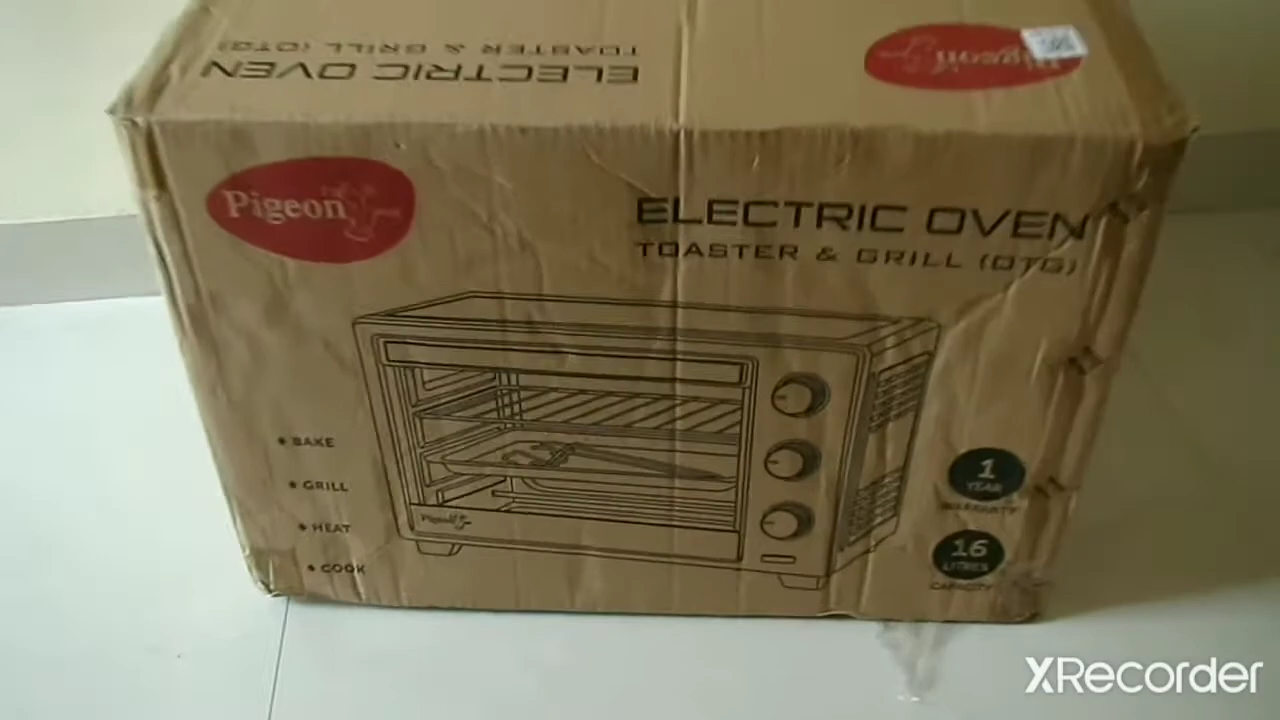 ELECTRIC OVEN
TOASTER & GRILL (OTG)
Pigeon
Pigeon
ELECTRIC OVEN
TOASTER & GRILL (OTG)
• BAKE
• GRILL
• HEAT
• COOK
Pigeon
1
YEAR
WARRANTY
16
LITRES
CAPACITY
XRecorder